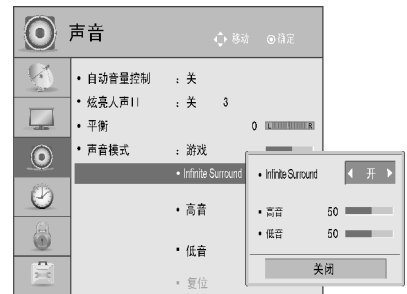 声音
移动
确定
• 自动音量控制 : 关
• 炫亮人声II : 关 3
• 平衡 0 L R
• 声音模式 : 游戏
• Infinite Surround
• 高音
• 低音
• 复位
• Infinite Surround 开
• 高音 50
• 低音 50
关闭